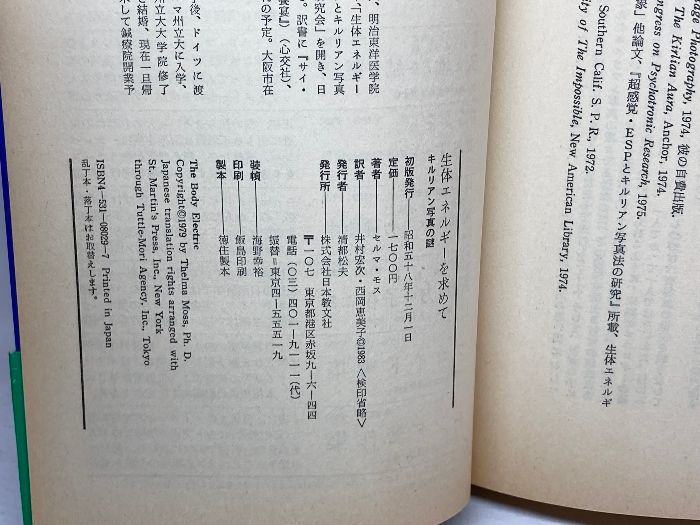 age Photography, 1974, 彼の自費出版.
The Kirlian Aura, Anchor, 1974.
ngress on Psychotronic Research, 1975.
』他論文、『超感覚・ESPとキルリアン写真法の研究』所載、生体エネルギ
Southern Calif. S. P. R., 1972.
ity of The Impossible, New American Library, 1974.
、明治東洋医学院
、「生体エネルギー
究会」を開き、日
とキルリアン写真
。訳書に『サイ・
饗宴』）（心交社）、
の予定。大阪市在
後、ドイツに渡
マ州立大に入学、
州立大大学院修了
と結婚、現在一旦帰
して鍼療院開業予
生体エネルギーを求めて
キルリアン写真の謎
初版発行――昭和五十八年十二月一日
定価――一七〇〇円
著者――セルマ・モス
訳者――井村宏次・西岡恵美子©1983 〈検印省略〉
発行者――清都松夫
発行所――株式会社日本教文社
〒一〇七 東京都港区赤坂九―六―四四
電話（〇三）四〇一―九一一一（代）
振替＝東京四―五五五一九
装幀――海野幸裕
印刷――飯島印刷
製本――徳住製本
The Body Electric
Copyright©1979 by Thelma Moss, Ph. D.
Japanese translation rights arranged with
St. Martin's Press, Inc., New York
through Tuttle-Mori Agency, Inc., Tokyo
ISBN4-531-08029-7 Printed in Japan
乱丁本・落丁本はお取替えします。